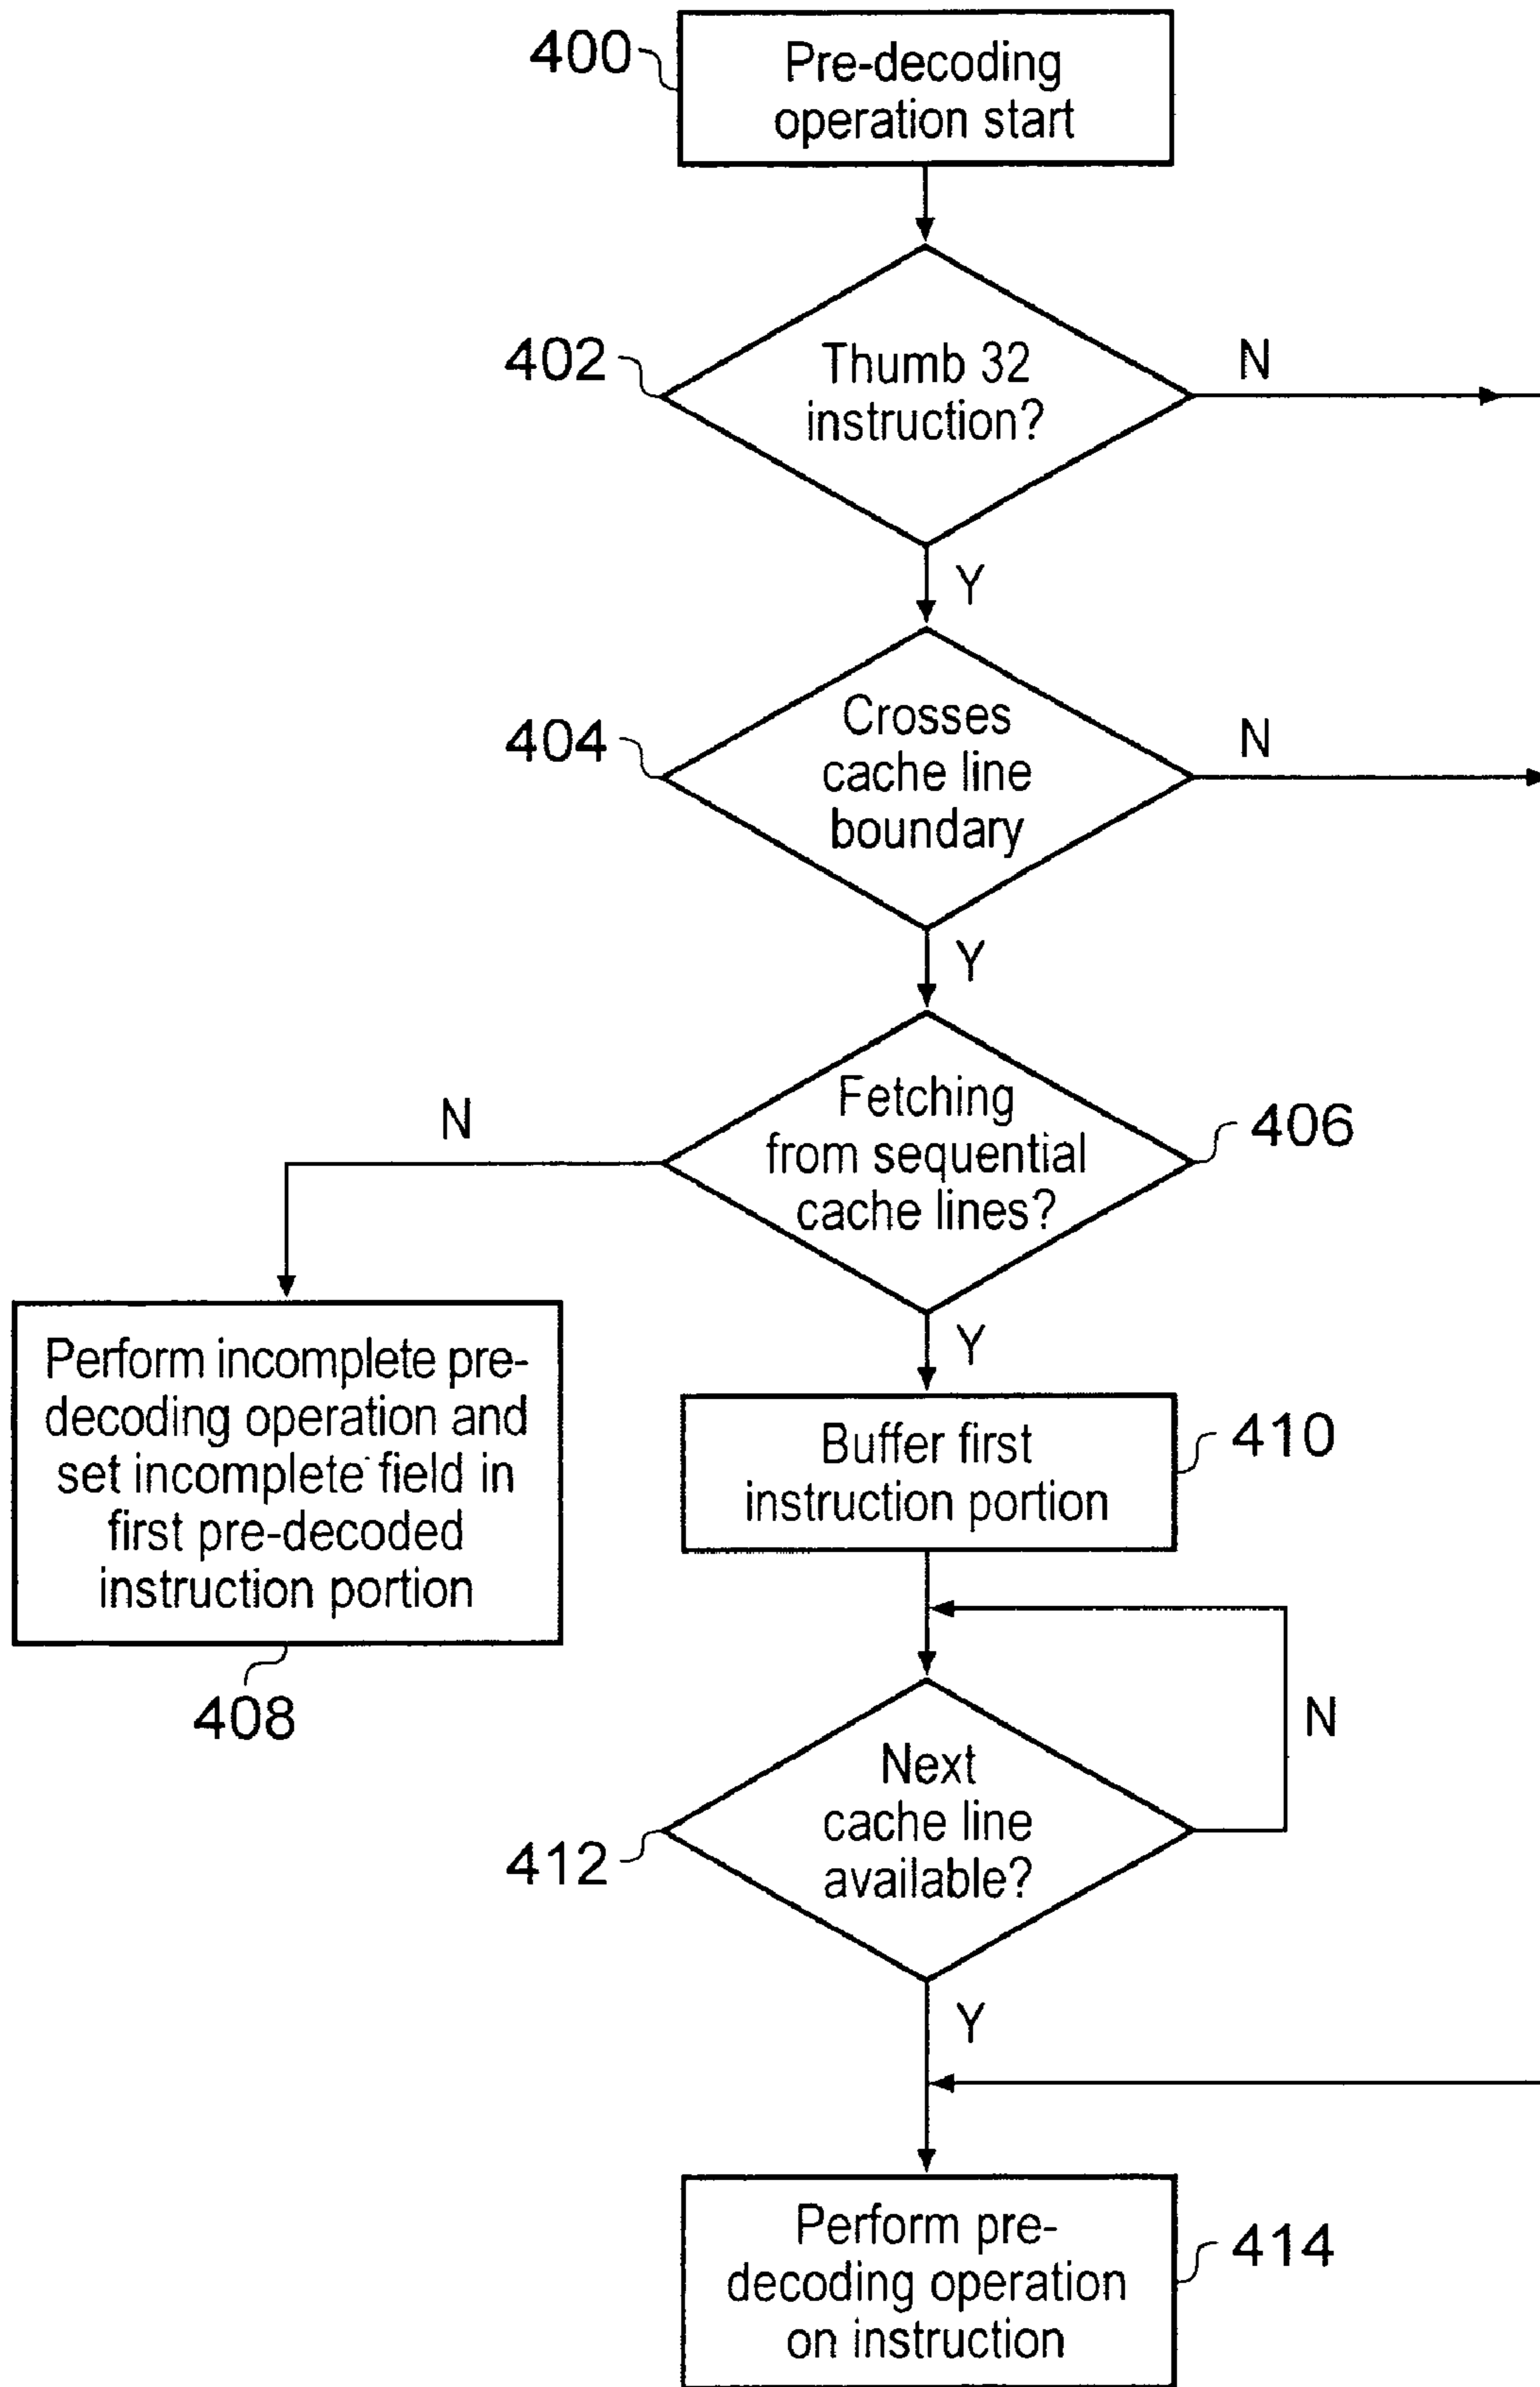 400
Pre-decoding
operation start
402
Thumb 32
instruction?
N
Y
404
Crosses
cache line
boundary
N
Y
406
Fetching
from sequential
cache lines?
N
Y
Perform incomplete pre-
decoding operation and
set incomplete field in
first pre-decoded
instruction portion
408
Buffer first
instruction portion
410
Next
cache line
available?
412
N
Y
Perform pre-
decoding operation
on instruction
414